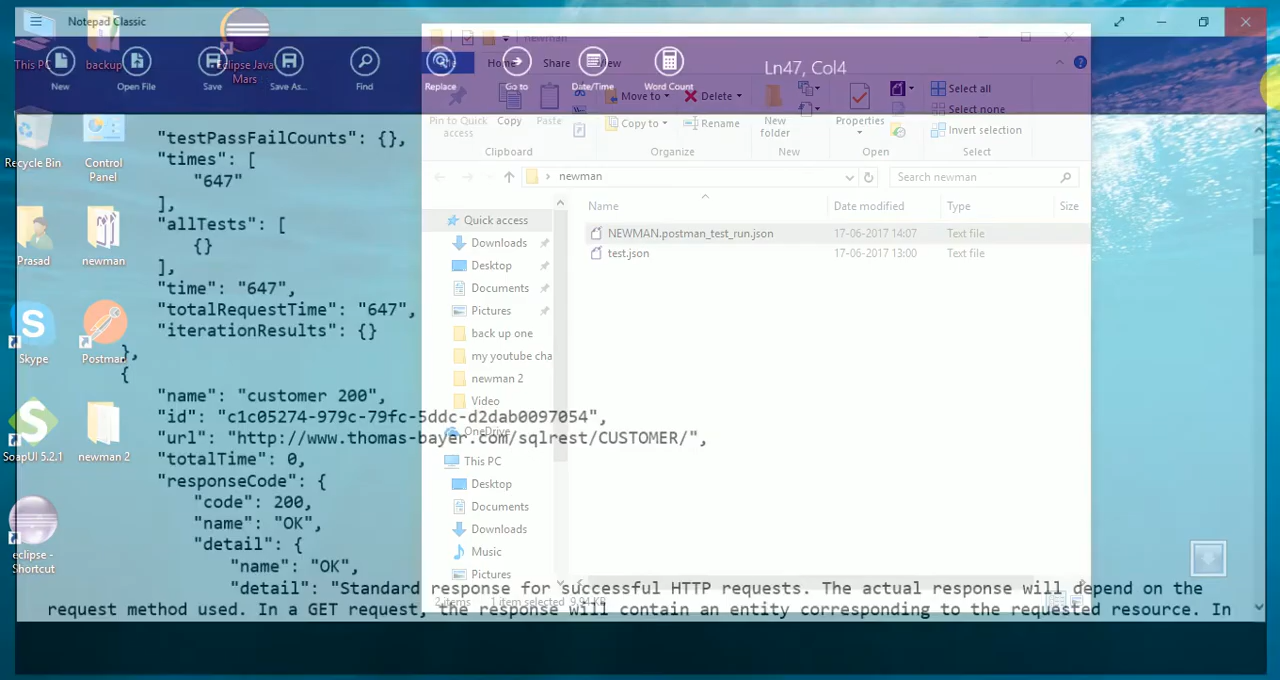 Notepad Classic
New
Open File
Save
Save As...
Find
Replace
Go to
Date/Time
Word Count
Ln47, Col4
"testPassFailCounts": {},
"times": [
"647"
],
"allTests": [
{}
],
"time": "647",
"totalRequestTime": "647",
"iterationResults": {}
},
{
"name": "customer 200",
"id": "c1c05274-979c-79fc-5ddc-d2dab0097054",
"url": "http://www.thomas-bayer.com/sqlrest/CUSTOMER/",
"totalTime": 0,
"responseCode": {
"code": 200,
"name": "OK",
"detail": {
"name": "OK",
"detail": "Standard response for successful HTTP requests. The actual response will depend on the
request method used. In a GET request, the response will contain an entity corresponding to the requested resource. In
This PC
backup
Eclipse Java
Mars
Recycle Bin
Control
Panel
Prasad
newman
Skype
Postman
SoapUI 5.2.1
newman 2
eclipse -
Shortcut
newman
Home
Share
View
Pin to Quick
access
Copy
Paste
Clipboard
Move to
Copy to
Delete
Rename
Organize
New
folder
New
Properties
Open
Select all
Select none
Invert selection
Select
newman
Search newman
Name
Date modified
Type
Size
NEWMAN.postman_test_run.json
17-06-2017 14:07
Text file
test.json
17-06-2017 13:00
Text file
Quick access
Downloads
Desktop
Documents
Pictures
back up one
my youtube cha
newman 2
Video
OneDrive
This PC
Desktop
Documents
Downloads
Music
Pictures
2 items
1 item selected